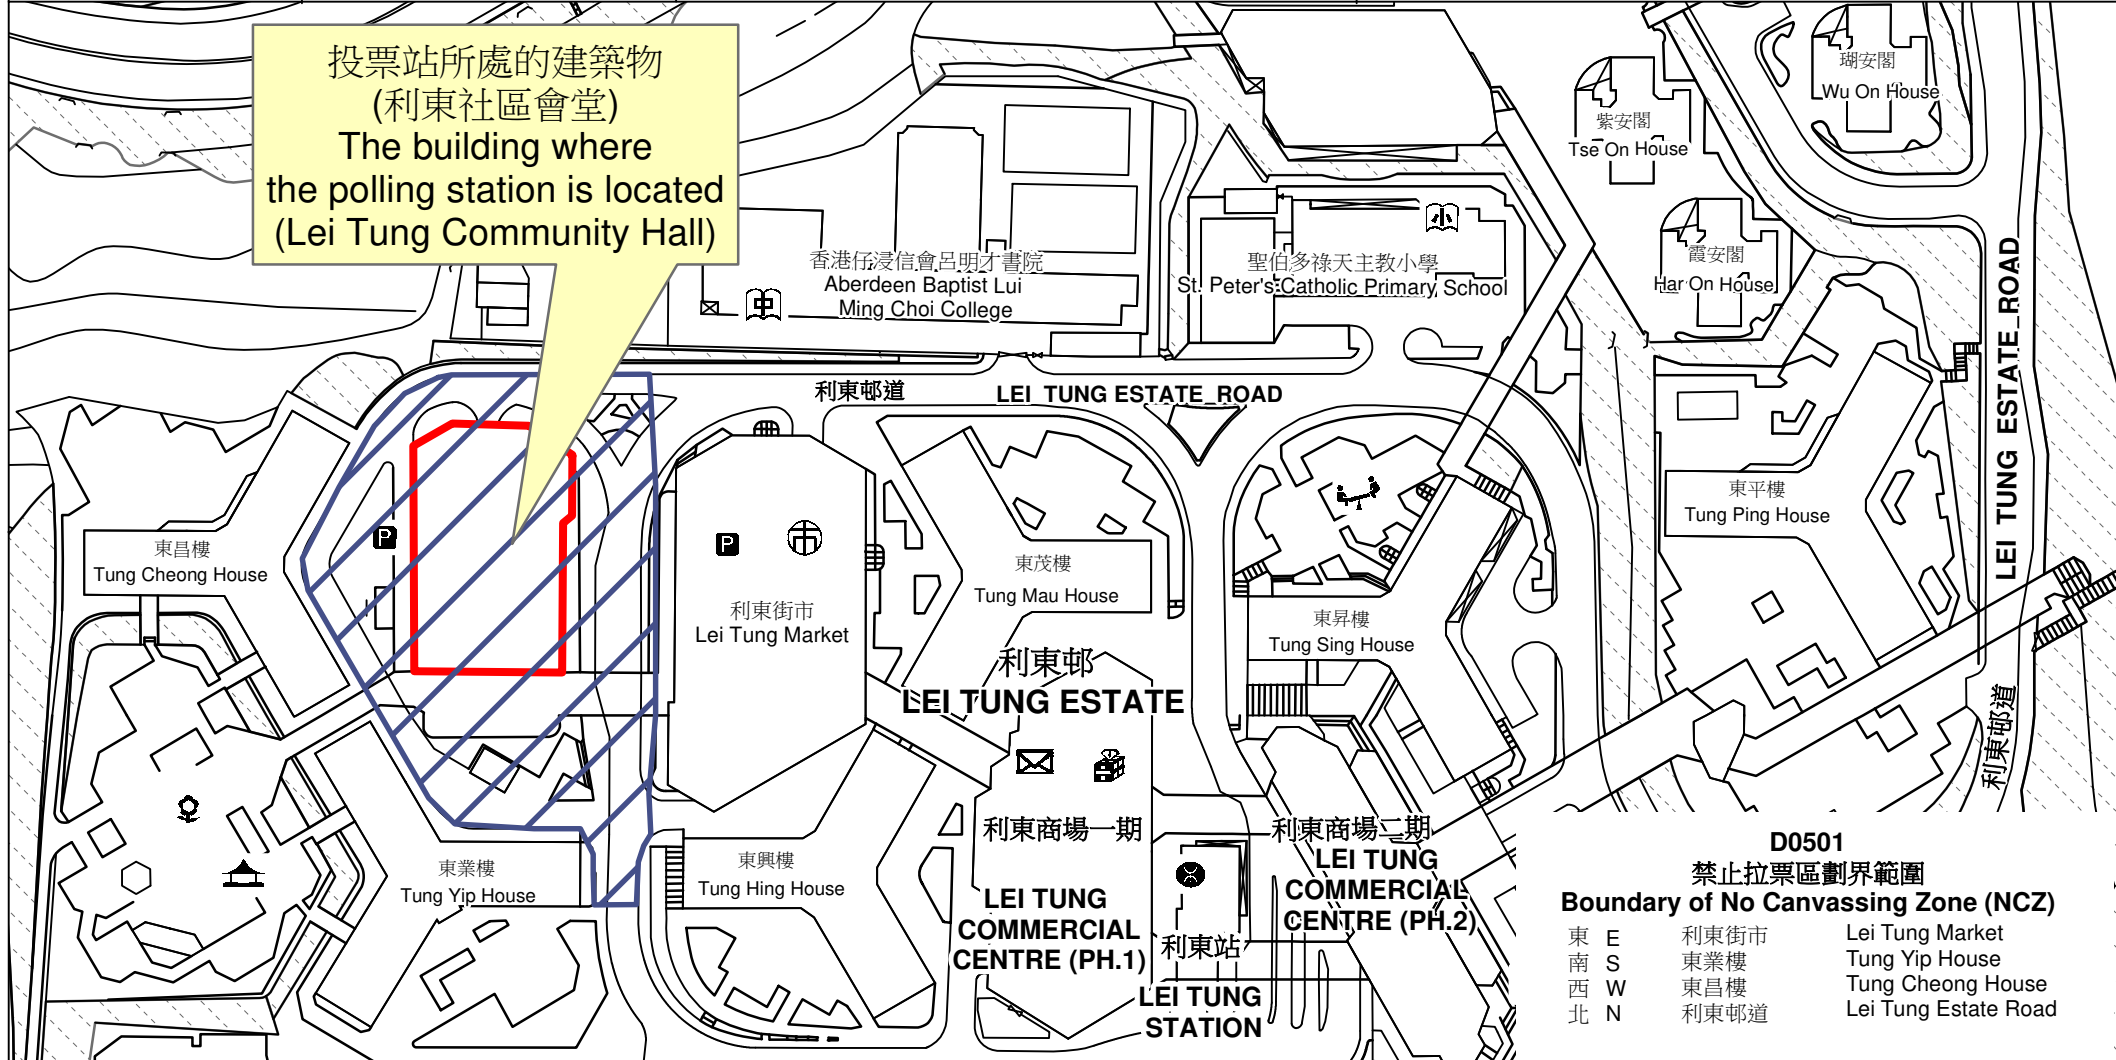 投票站所處的建築物
(利東社區會堂)
The building where
the polling station is located
(Lei Tung Community Hall)
瑚安閣
Wu On House
紫安閣
Tse On House
霞安閣
Har On House
香港仔浸信會呂明才書院
Aberdeen Baptist Lui
Ming Choi College
中
聖伯多祿天主教小學
St. Peter's Catholic Primary School
小
利東邨道
LEI TUNG ESTATE ROAD
LEI TUNG ESTATE ROAD
利東邨道
東昌樓
Tung Cheong House
P
P
市
利東街市
Lei Tung Market
東茂樓
Tung Mau House
東昇樓
Tung Sing House
東平樓
Tung Ping House
利東邨
LEI TUNG ESTATE
東業樓
Tung Yip House
東興樓
Tung Hing House
利東商場一期
LEI TUNG
COMMERCIAL
CENTRE (PH.1)
利東商場二期
LEI TUNG
COMMERCIAL
CENTRE (PH.2)
利東站
LEI TUNG
STATION
D0501
禁止拉票區劃界範圍
Boundary of No Canvassing Zone (NCZ)
東 E 利東街市 Lei Tung Market
南 S 東業樓 Tung Yip House
西 W 東昌樓 Tung Cheong House
北 N 利東邨道 Lei Tung Estate Road